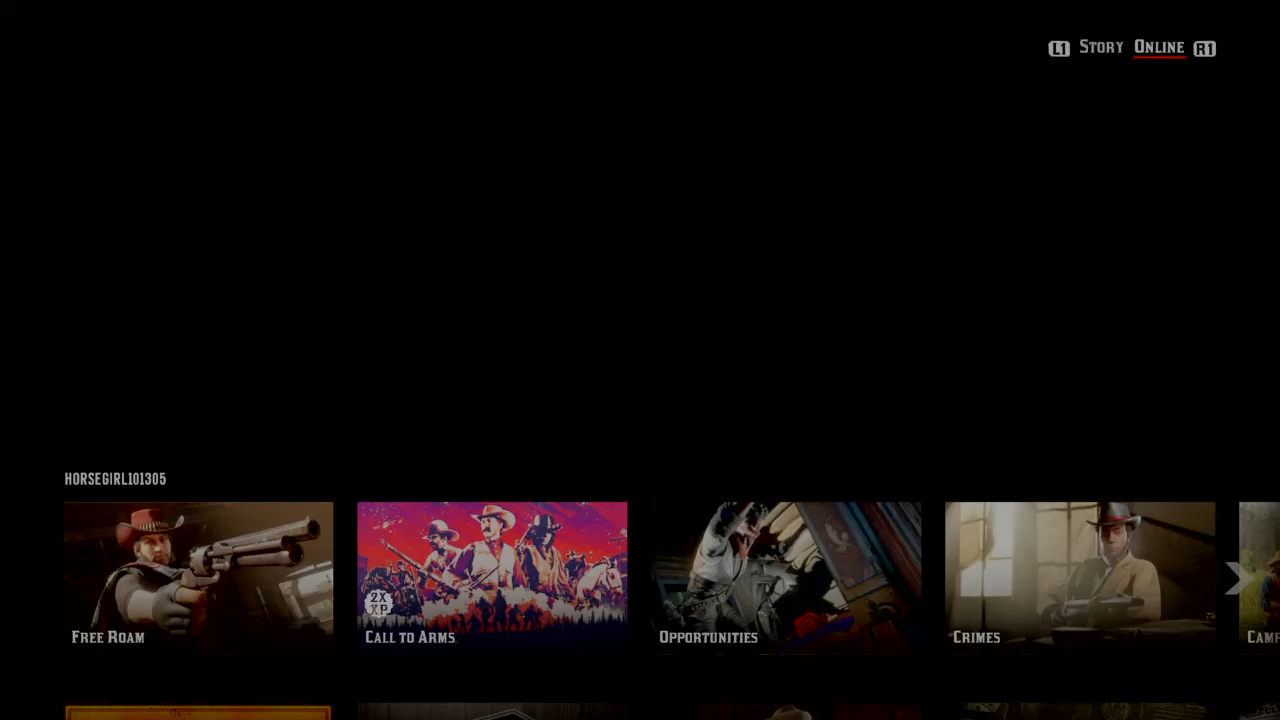 L1 STORY ONLINE R1
HORSEGIRL101305
FREE ROAM
2X
XP
CALL TO ARMS
OPPORTUNITIES
CRIMES